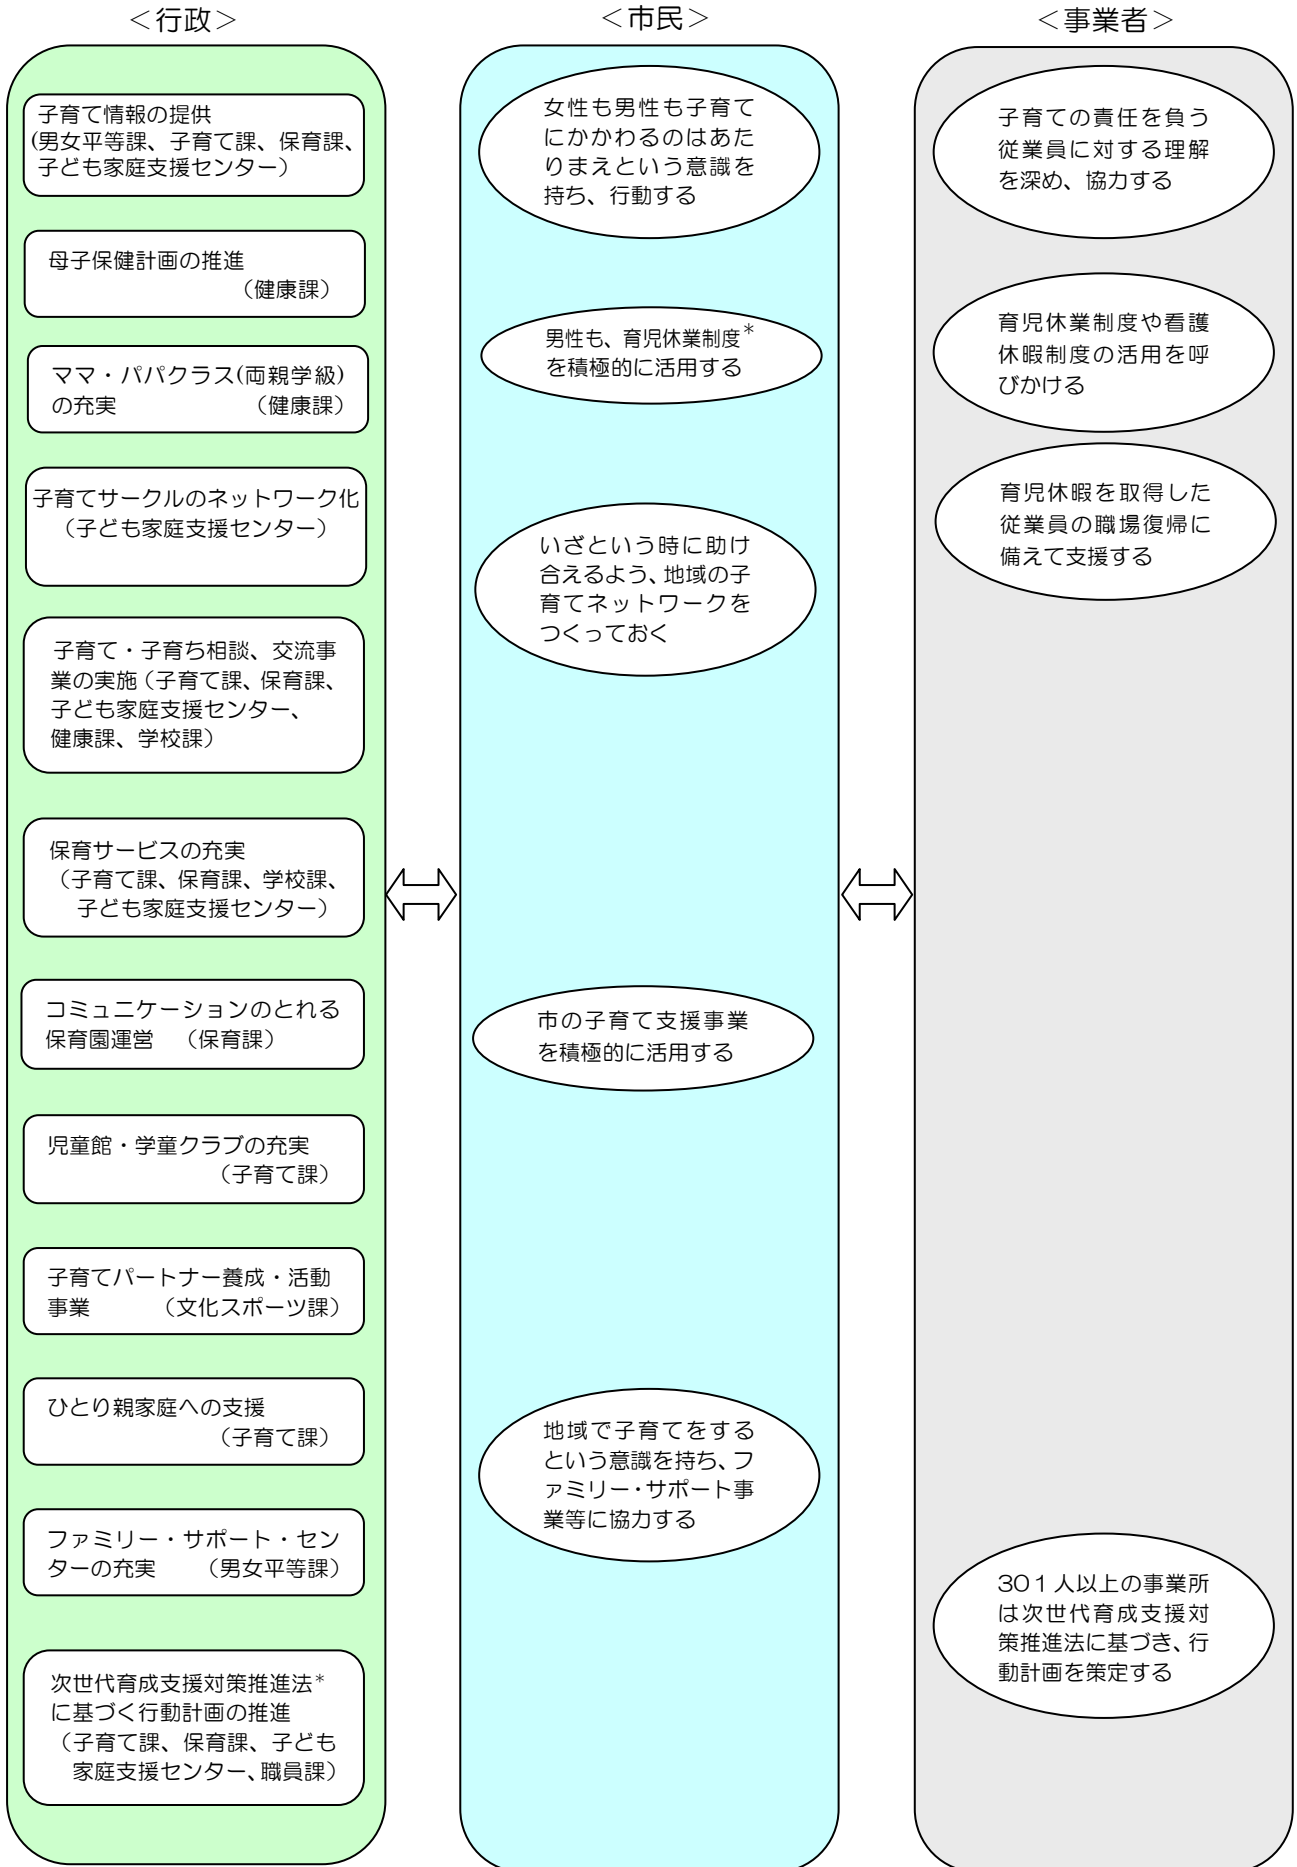 ＜行政＞
子育て情報の提供
(男女平等課、子育て課、保育課、
子ども家庭支援センター）
母子保健計画の推進
（健康課）
ママ・パパクラス(両親学級)
の充実　　　　　　（健康課）
子育てサークルのネットワーク化
（子ども家庭支援センター）
子育て・子育ち相談、交流事
業の実施（子育て課、保育課、
子ども家庭支援センター、
健康課、学校課）
保育サービスの充実
（子育て課、保育課、学校課、
子ども家庭支援センター）
コミュニケーションのとれる
保育園運営　（保育課）
児童館・学童クラブの充実
（子育て課）
子育てパートナー養成・活動
事業　　　（文化スポーツ課）
ひとり親家庭への支援
（子育て課）
ファミリー・サポート・セン
ターの充実　　（男女平等課）
次世代育成支援対策推進法*
に基づく行動計画の推進
（子育て課、保育課、子ども
家庭支援センター、職員課）
＜市民＞
女性も男性も子育て
にかかわるのはあた
りまえという意識を
持ち、行動する
男性も、育児休業制度*
を積極的に活用する
いざという時に助け
合えるよう、地域の子
育てネットワークを
つくっておく
市の子育て支援事業
を積極的に活用する
地域で子育てをする
という意識を持ち、フ
ァミリー・サポート事
業等に協力する
＜事業者＞
子育ての責任を負う
従業員に対する理解
を深め、協力する
育児休業制度や看護
休暇制度の活用を呼
びかける
育児休暇を取得した
従業員の職場復帰に
備えて支援する
３０１人以上の事業所
は次世代育成支援対
策推進法に基づき、行
動計画を策定する